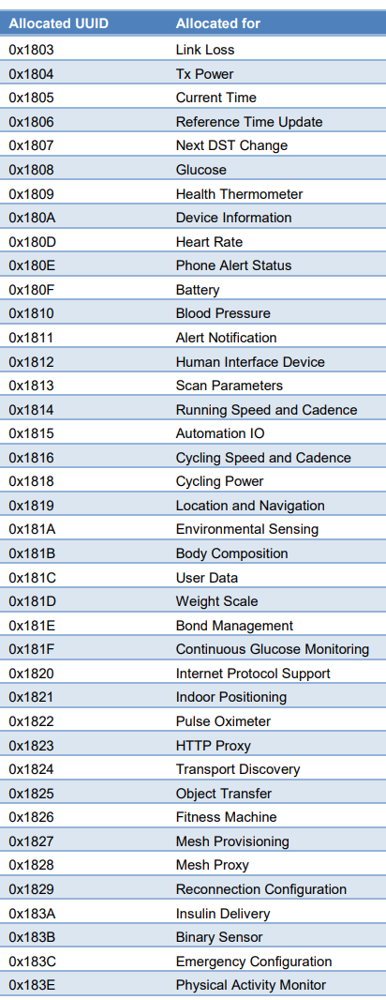 Allocated UUID Allocated for
0x1803 Link Loss
0x1804 Tx Power
0x1805 Current Time
0x1806 Reference Time Update
0x1807 Next DST Change
0x1808 Glucose
0x1809 Health Thermometer
0x180A Device Information
0x180D Heart Rate
0x180E Phone Alert Status
0x180F Battery
0x1810 Blood Pressure
0x1811 Alert Notification
0x1812 Human Interface Device
0x1813 Scan Parameters
0x1814 Running Speed and Cadence
0x1815 Automation IO
0x1816 Cycling Speed and Cadence
0x1818 Cycling Power
0x1819 Location and Navigation
0x181A Environmental Sensing
0x181B Body Composition
0x181C User Data
0x181D Weight Scale
0x181E Bond Management
0x181F Continuous Glucose Monitoring
0x1820 Internet Protocol Support
0x1821 Indoor Positioning
0x1822 Pulse Oximeter
0x1823 HTTP Proxy
0x1824 Transport Discovery
0x1825 Object Transfer
0x1826 Fitness Machine
0x1827 Mesh Provisioning
0x1828 Mesh Proxy
0x1829 Reconnection Configuration
0x183A Insulin Delivery
0x183B Binary Sensor
0x183C Emergency Configuration
0x183E Physical Activity Monitor